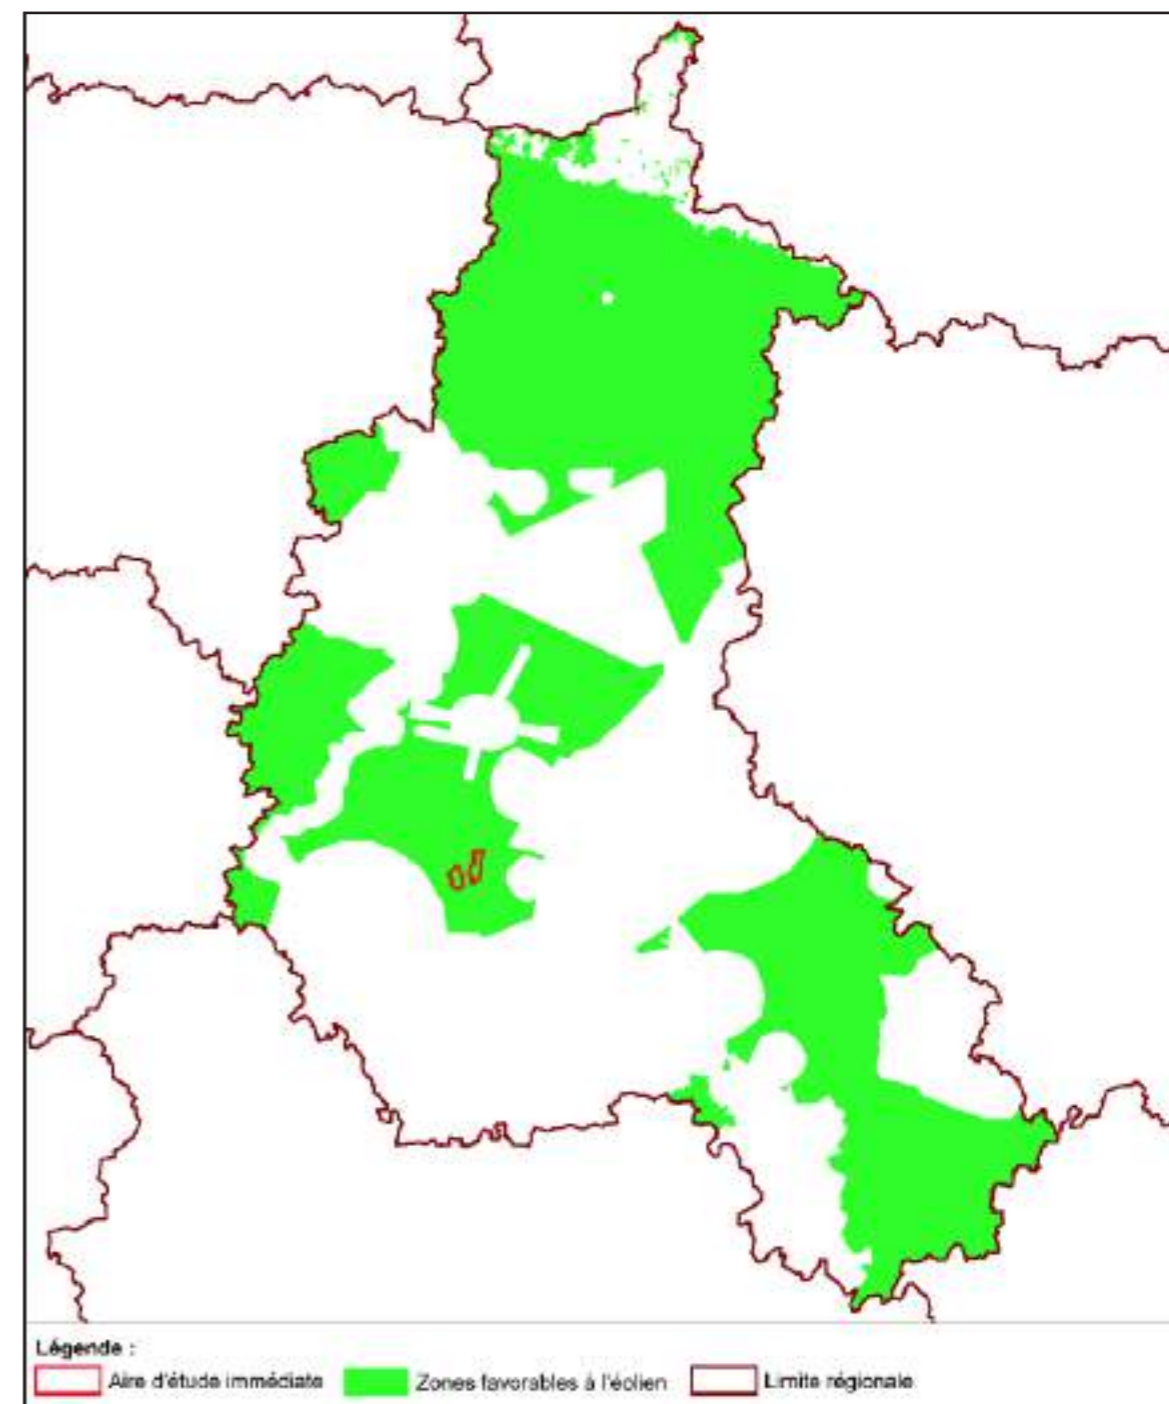 Légende :
Aire d'étude immédiate Zones favorables à l'éolien Limite régionale